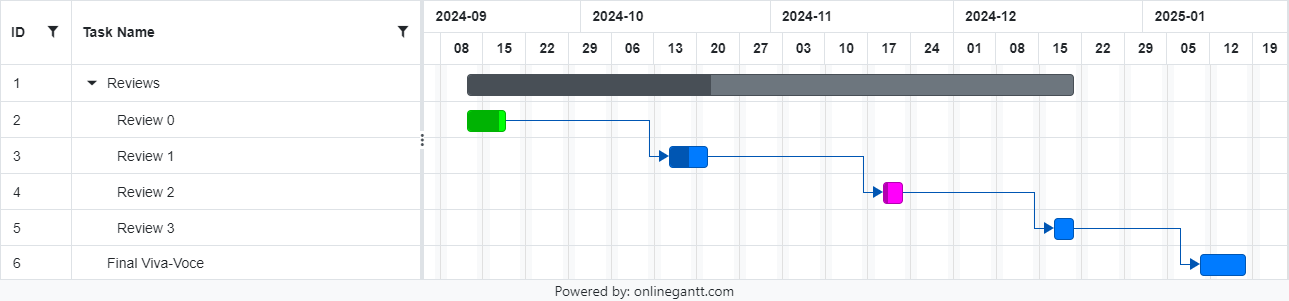 2024-09 2024-10 2024-11 2024-12 2025-01
ID Task Name
08 15 22 29 06 13 20 27 03 10 17 24 01 08 15 22 29 05 12 19
1 Reviews
2 Review 0
3 Review 1
4 Review 2
5 Review 3
6 Final Viva-Voce
Powered by: onlinegantt.com